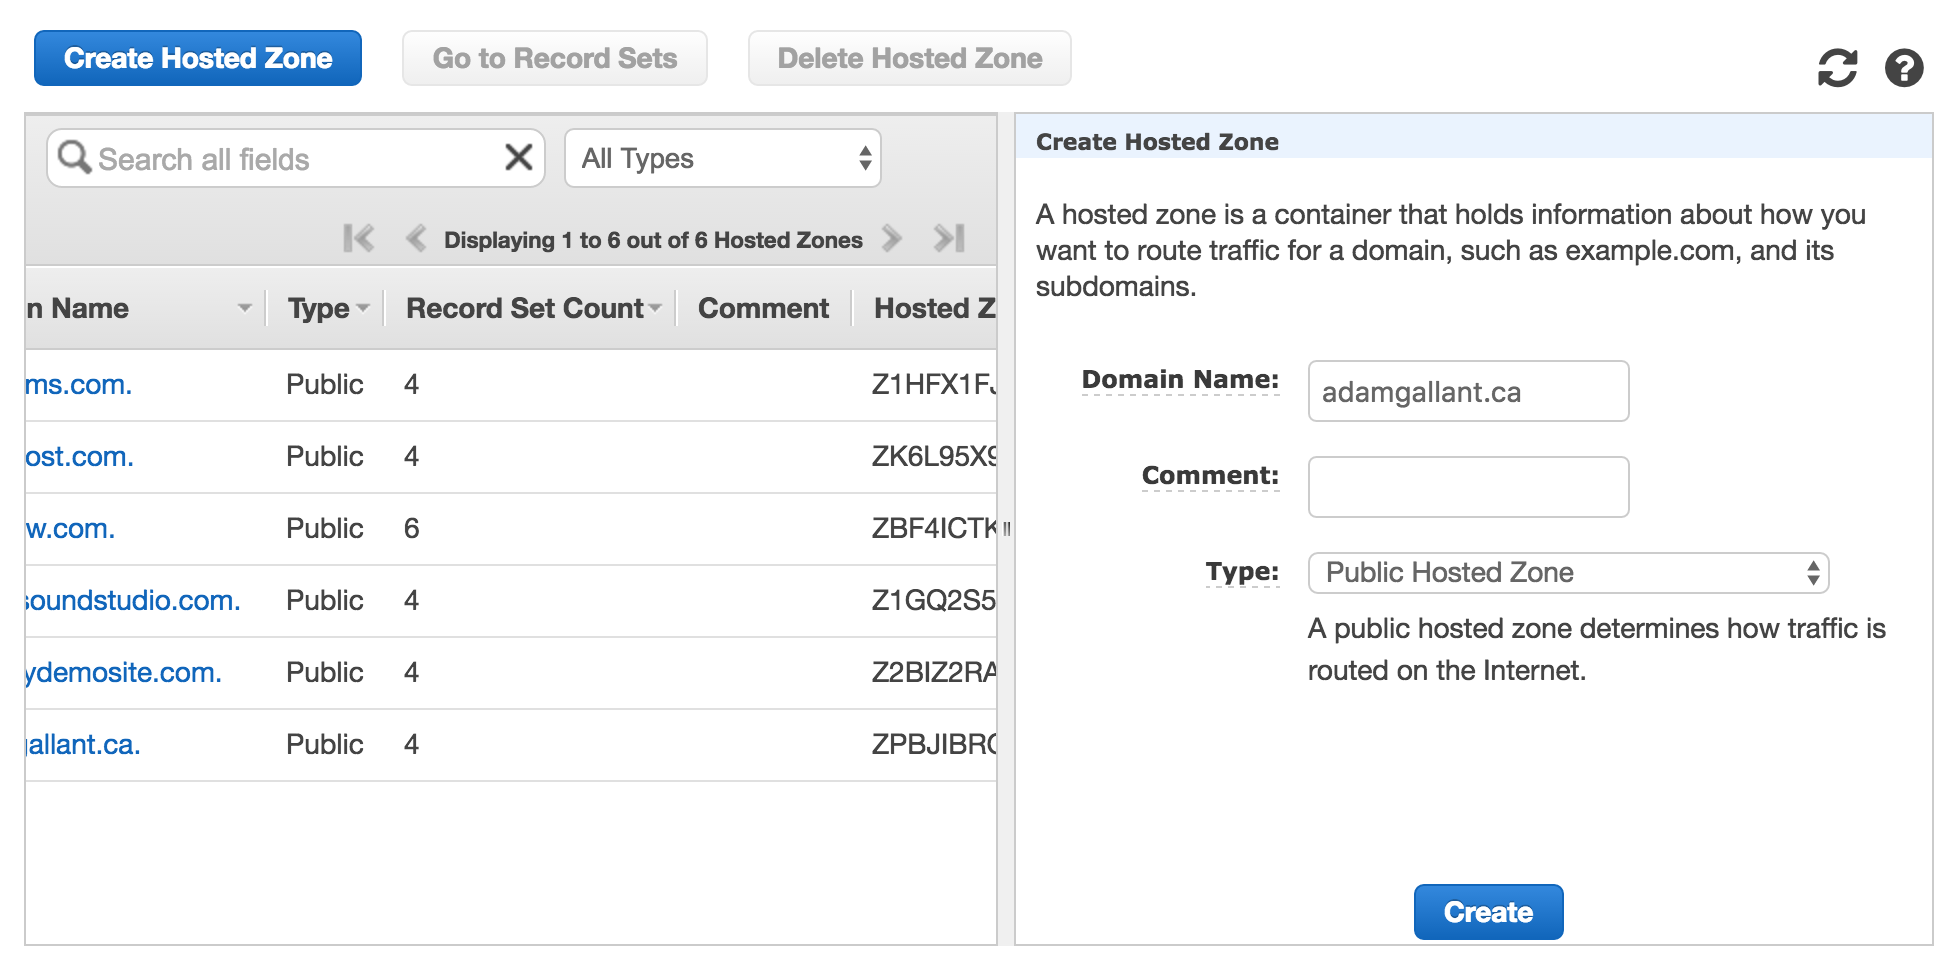 Create Hosted Zone
Go to Record Sets
Delete Hosted Zone
Search all fields
All Types
Displaying 1 to 6 out of 6 Hosted Zones
n Name Type Record Set Count Comment Hosted Z
ms.com. Public 4 Z1HFX1FJ
ost.com. Public 4 ZK6L95X9
w.com. Public 6 ZBF4ICTK
soundstudio.com. Public 4 Z1GQ2S5
ydemosite.com. Public 4 Z2BIZ2RA
allant.ca. Public 4 ZPBJIBRO
Create Hosted Zone
A hosted zone is a container that holds information about how you
want to route traffic for a domain, such as example.com, and its
subdomains.
Domain Name: adamgallant.ca
Comment:
Type: Public Hosted Zone
A public hosted zone determines how traffic is
routed on the Internet.
Create